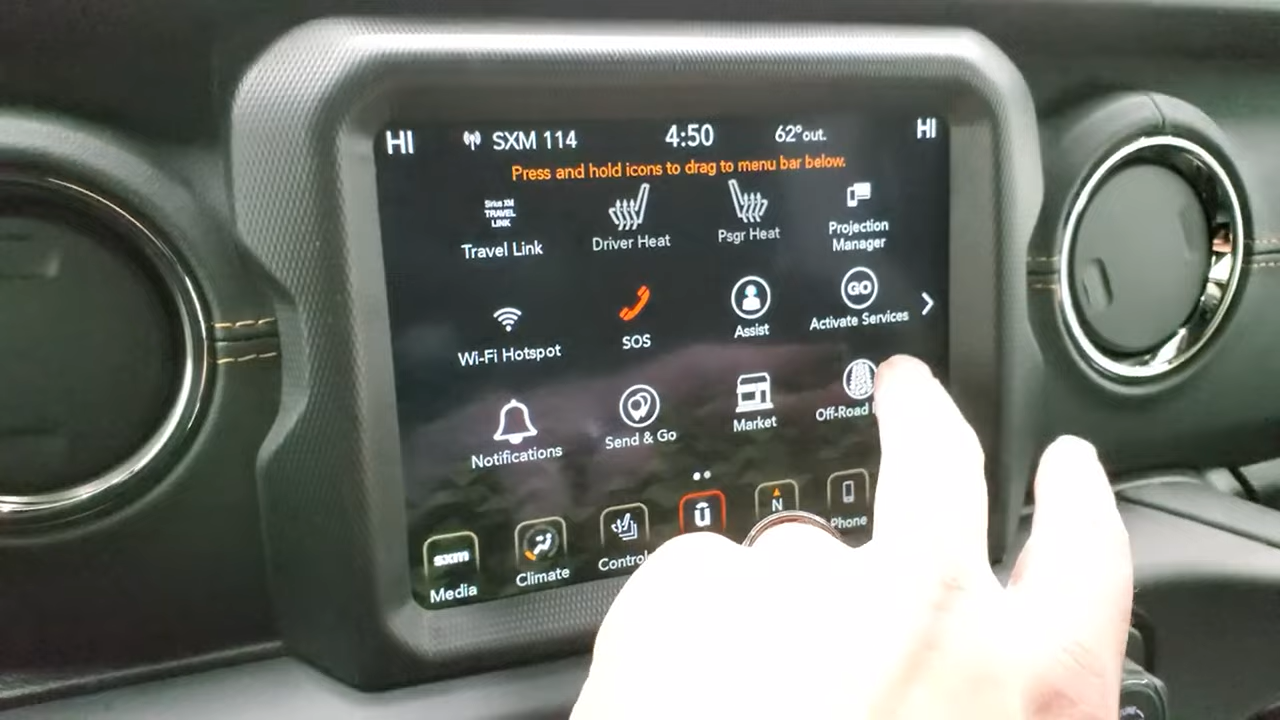 HI SXM 114 4:50 62° out. HI
Press and hold icons to drag to menu bar below.
Sirius XM
TRAVEL
LINK
Travel Link Driver Heat Psgr Heat Projection
Manager
GO
Wi-Fi Hotspot SOS Assist Activate Services
Notifications Send & Go Market Off-Road
û N
sxm
Media Climate Control Phone